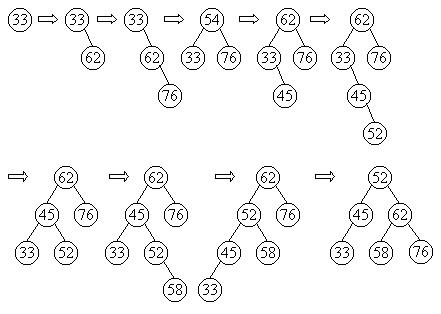 33 33 33 54 62 62
62 62 33 76 33 76 33 76
76 45 45
52
62 62 62 52
45 76 45 76 52 76 45 62
33 52 33 52 45 58 33 58 76
58 33